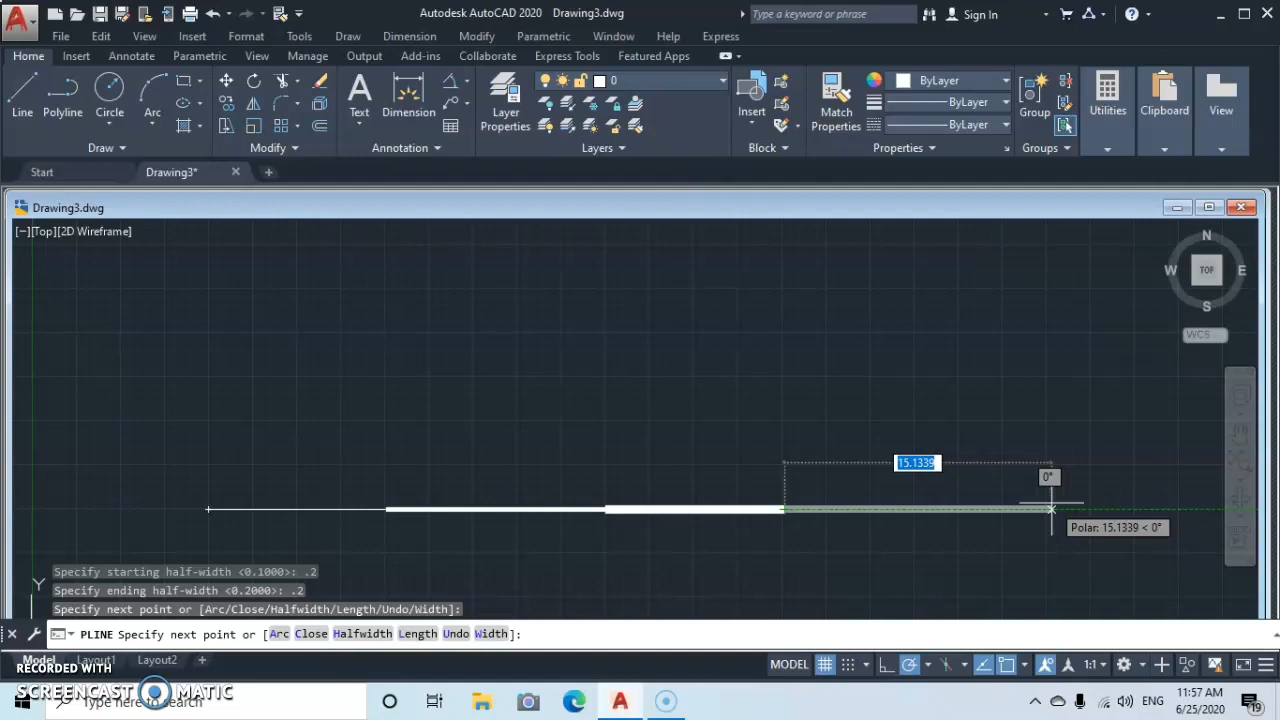 Autodesk AutoCAD 2020 Drawing3.dwg
Type a keyword or phrase
Sign In
File Edit View Insert Format Tools Draw Dimension Modify Parametric Window Help Express
Home Insert Annotate Parametric View Manage Output Add-ins Collaborate Express Tools Featured Apps
0
ByLayer
ByLayer
ByLayer
Line Polyline Circle Arc
Text Dimension
Layer Properties
Insert
Match Properties
Group
Utilities
Clipboard
View
Draw Modify Annotation Layers Block Properties Groups
Start Drawing3*
Drawing3.dwg
[−][Top][2D Wireframe]
N
W TOP E
S
WCS
15.1339
0°
Polar: 15.1339 < 0°
Specify starting half-width <0.1000>: .2
Specify ending half-width <0.2000>: .2
Specify next point or [Arc/Close/Halfwidth/Length/Undo/Width]:
PLINE Specify next point or [Arc Close Halfwidth Length Undo Width]:
Model Layout1 Layout2
MODEL 1:1
RECORDED WITH
SCREENCAST MATIC
Type here to search
ENG
11:57 AM
6/25/2020
19